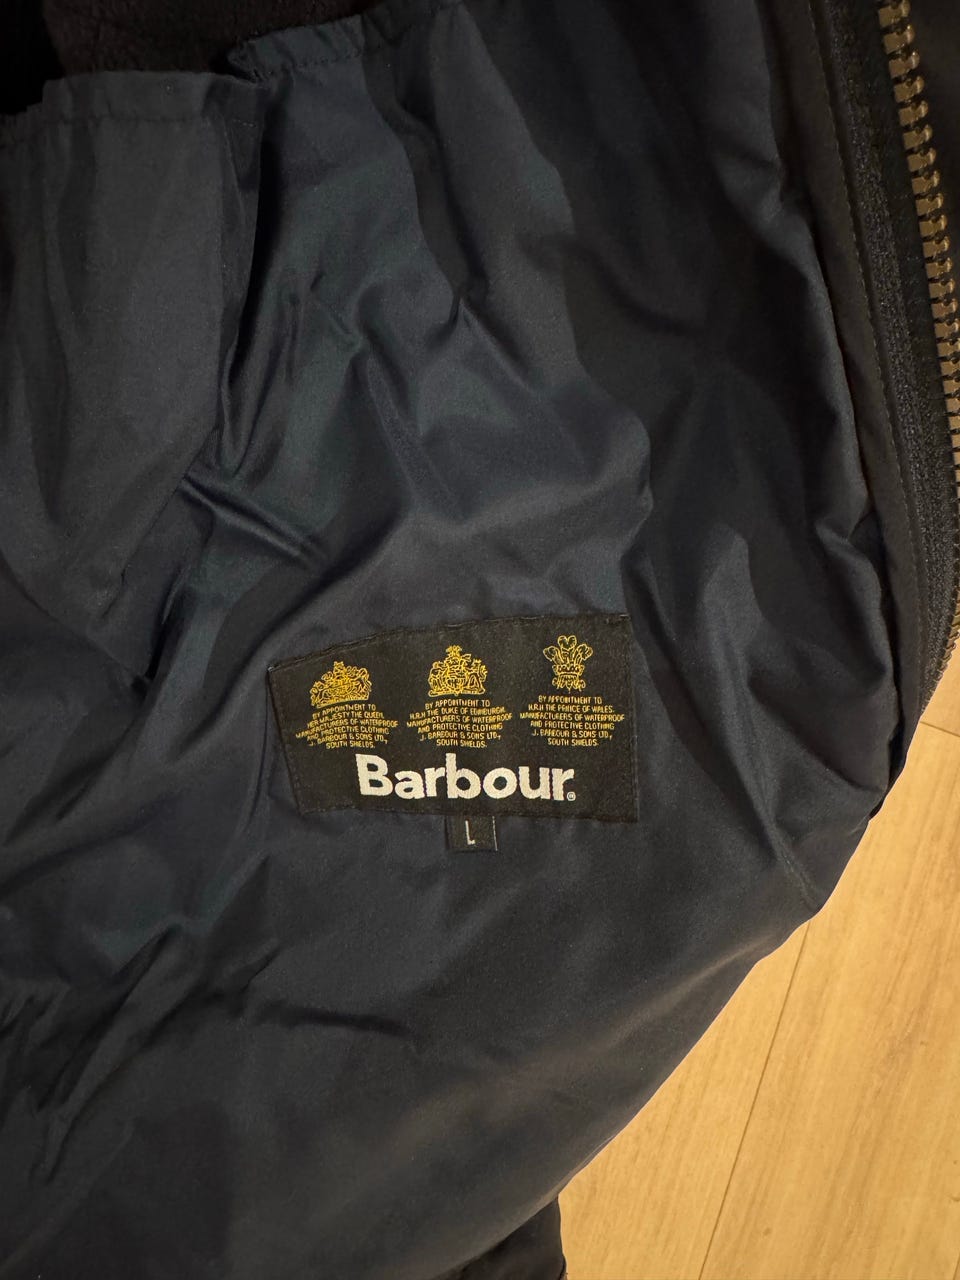 BY APPOINTMENT TO
HER MAJESTY THE QUEEN,
MANUFACTURERS OF WATERPROOF
AND PROTECTIVE CLOTHING
J. BARBOUR & SONS LTD,
SOUTH SHIELDS.
BY APPOINTMENT TO
H.R.H THE DUKE OF EDINBURGH,
MANUFACTURERS OF WATERPROOF
AND PROTECTIVE CLOTHING
J. BARBOUR & SONS LTD,
SOUTH SHIELDS.
BY APPOINTMENT TO
H.R.H THE PRINCE OF WALES,
MANUFACTURERS OF WATERPROOF
AND PROTECTIVE CLOTHING
J. BARBOUR & SONS LTD,
SOUTH SHIELDS.
Barbour®
L